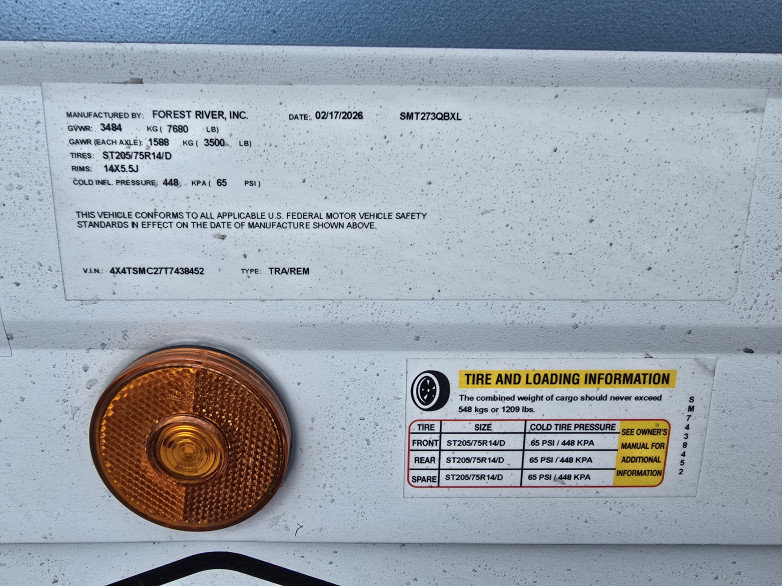 MANUFACTURED BY: FOREST RIVER, INC. DATE: 02/17/2026 SMT273QBXL
GVWR: 3484 KG ( 7680 LB)
GAWR (EACH AXLE): 1588 KG ( 3500 LB)
TIRES: ST205/75R14/D
RIMS: 14X5.5J
COLD INFL. PRESSURE: 448 KPA ( 65 PSI )
THIS VEHICLE CONFORMS TO ALL APPLICABLE U.S. FEDERAL MOTOR VEHICLE SAFETY
STANDARDS IN EFFECT ON THE DATE OF MANUFACTURE SHOWN ABOVE.
V.I.N.: 4X4TSMC27T7438452 TYPE: TRA/REM
TIRE AND LOADING INFORMATION
The combined weight of cargo should never exceed
548 kgs or 1209 lbs.
TIRE SIZE COLD TIRE PRESSURE
FRONT ST205/75R14/D 65 PSI / 448 KPA
REAR ST205/75R14/D 65 PSI / 448 KPA
SPARE ST205/75R14/D 65 PSI / 448 KPA
SEE OWNER'S
MANUAL FOR
ADDITIONAL
INFORMATION
SM7438452